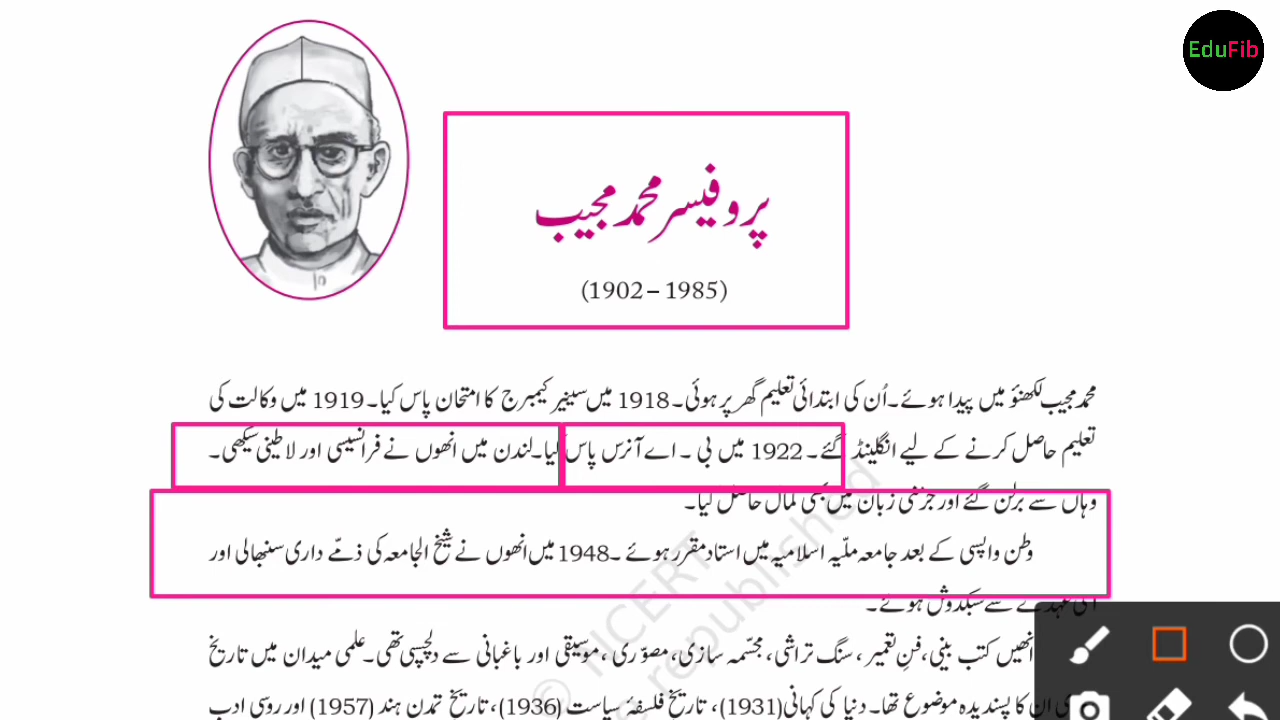 EduFib
پروفیسر محمد مجیب
(1902 – 1985)
محمد مجیب لکھنؤ میں پیدا ہوئے۔ اُن کی ابتدائی تعلیم گھر پر ہوئی۔ 1918 میں سینیر کیمبرج کا امتحان پاس کیا۔ 1919 میں وکالت کی
تعلیم حاصل کرنے کے لیے انگلینڈ گئے۔ 1922 میں بی ۔ اے آنرس پاس کیا۔ لندن میں انھوں نے فرانسیسی اور لاطینی سیکھی۔
وہاں سے برلن گئے اور جرمنی زبان میں بھی کمال حاصل کیا۔
وطن واپسی کے بعد جامعہ ملّیہ اسلامیہ میں استاد مقرر ہوئے ۔ 1948 میں انھوں نے شیخ الجامعہ کی ذمّے داری سنبھالی اور
اسی عہدے سے سبکدوش ہوئے ۔
انھیں کتب بینی، فنِ تعمیر ، سنگ تراشی، مجسّمہ سازی، مصوّری ، موسیقی اور باغبانی سے دلچسپی تھی۔ علمی میدان میں تاریخ
ان کا پسندیدہ موضوع تھا۔ دنیا کی کہانی (1931)، تاریخ فلسفۂ سیاست (1936)، تاریخِ تمدن ہند (1957) اور روسی ادب
© NCERT
republished